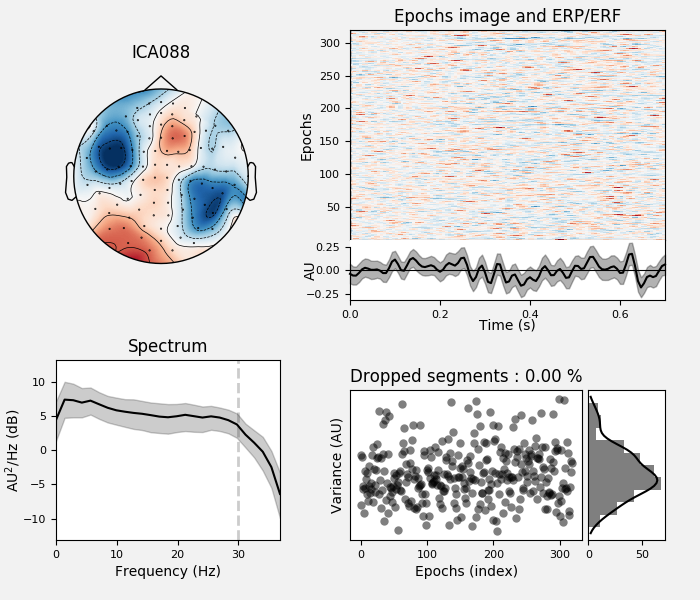 ICA088
Epochs image and ERP/ERF
Epochs
300
250
200
150
100
50
AU
0.25
0.00
−0.25
0.0
0.2
0.4
0.6
Time (s)
Spectrum
AU²/Hz (dB)
10
5
0
−5
−10
0
10
20
30
Frequency (Hz)
Dropped segments : 0.00 %
Variance (AU)
0
100
200
300
Epochs (index)
0
50